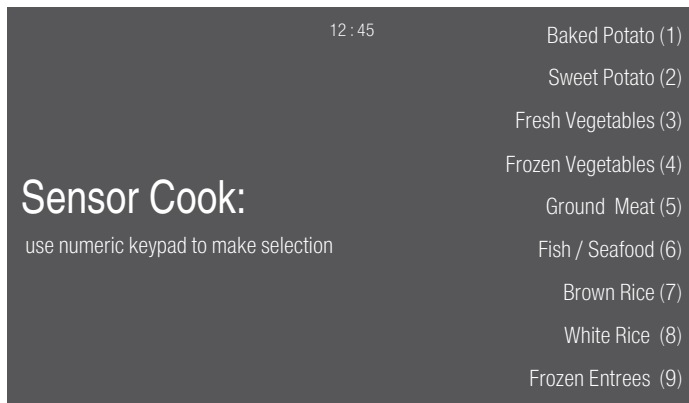 12 : 45
Sensor Cook:
use numeric keypad to make selection
Baked Potato (1)
Sweet Potato (2)
Fresh Vegetables (3)
Frozen Vegetables (4)
Ground Meat (5)
Fish / Seafood (6)
Brown Rice (7)
White Rice (8)
Frozen Entrees (9)